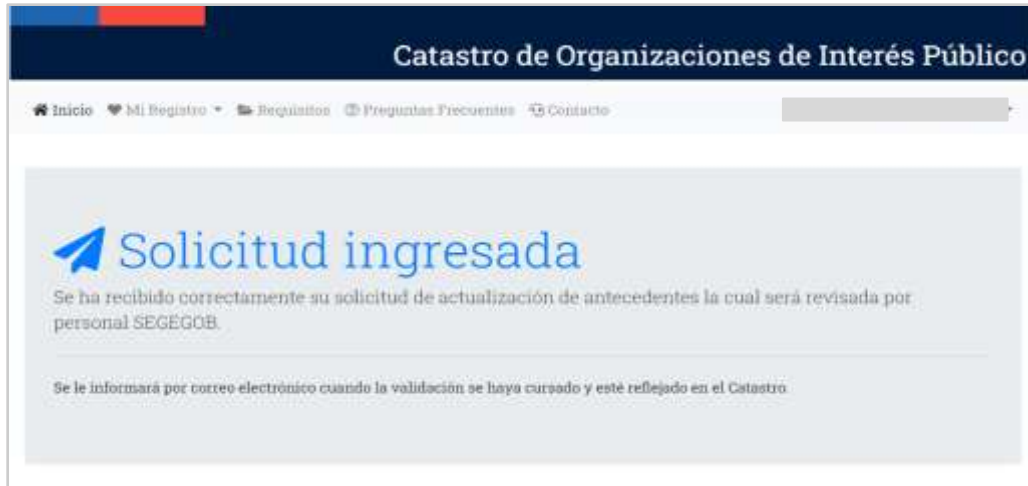 Catastro de Organizaciones de Interés Público
Inicio Mi Registro Requisitos Preguntas Frecuentes Contacto
Solicitud ingresada
Se ha recibido correctamente su solicitud de actualización de antecedentes la cual será revisada por
personal SEGEGOB.
Se le informará por correo electrónico cuando la validación se haya cursado y esté reflejado en el Catastro.